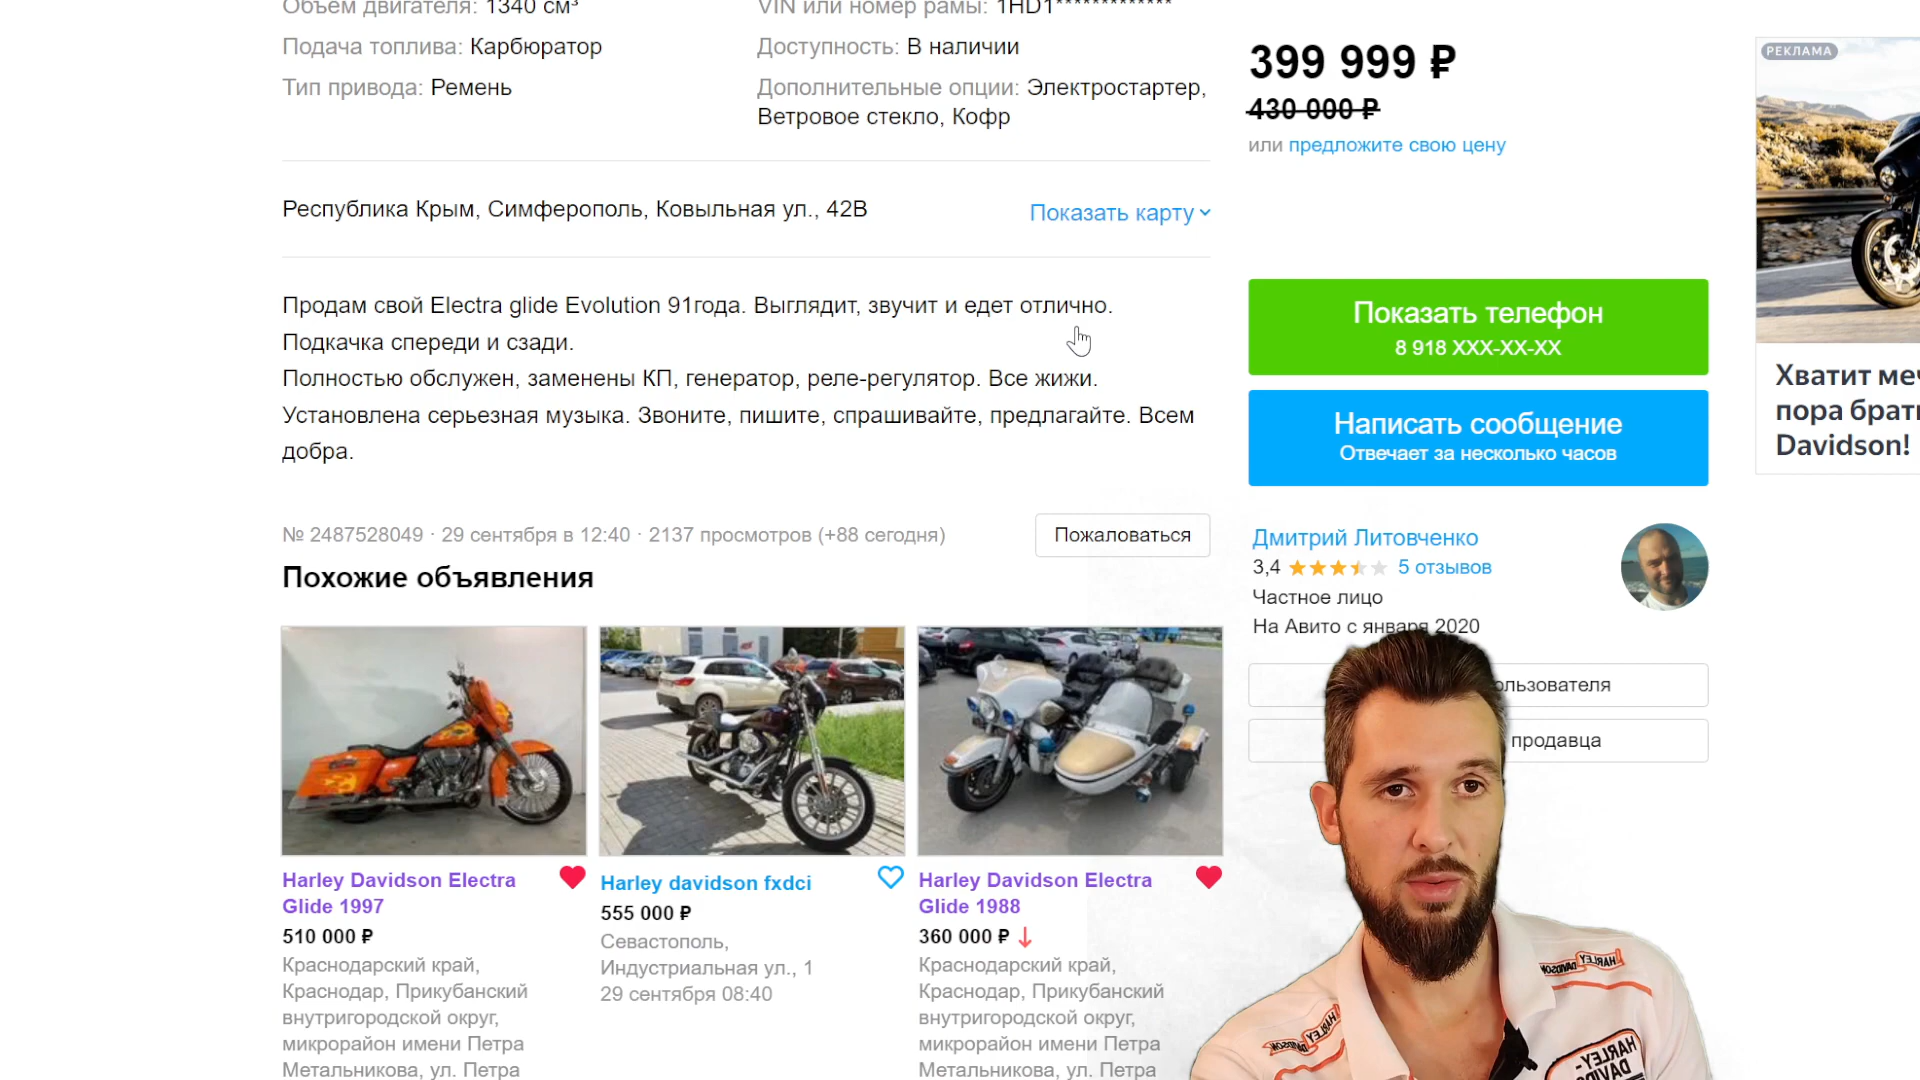 Объем двигателя: 1340 см³
VIN или номер рамы: 1HD1*************
Подача топлива: Карбюратор
Доступность: В наличии
Тип привода: Ремень
Дополнительные опции: Электростартер,
Ветровое стекло, Кофр
399 999 ₽
430 000 ₽
или предложите свою цену
РЕКЛАМА
Республика Крым, Симферополь, Ковыльная ул., 42В
Показать карту
Продам свой Electra glide Evolution 91года. Выглядит, звучит и едет отлично.
Подкачка спереди и сзади.
Полностью обслужен, заменены КП, генератор, реле-регулятор. Все жижи.
Установлена серьезная музыка. Звоните, пишите, спрашивайте, предлагайте. Всем
добра.
Показать телефон
8 918 XXX-XX-XX
Написать сообщение
Отвечает за несколько часов
Хватит
пора
Davidson!
№ 2487528049 · 29 сентября в 12:40 · 2137 просмотров (+88 сегодня)
Пожаловаться
Дмитрий Литовченко
3,4
5 отзывов
Частное лицо
На Авито с января 2020
продавца
Похожие объявления
Harley Davidson Electra
Glide 1997
510 000 ₽
Краснодарский край,
Краснодар, Прикубанский
внутригородской округ,
микрорайон имени Петра
Метальникова, ул. Петра
Harley davidson fxdci
555 000 ₽
Севастополь,
Индустриальная ул., 1
29 сентября 08:40
Harley Davidson Electra
Glide 1988
360 000 ₽
Краснодарский край,
Краснодар, Прикубанский
внутригородской округ,
микрорайон имени Петра
Метальникова, ул. Петра
HARLEY DAVIDSON
HARLEY DAVIDSON
HARLEY-